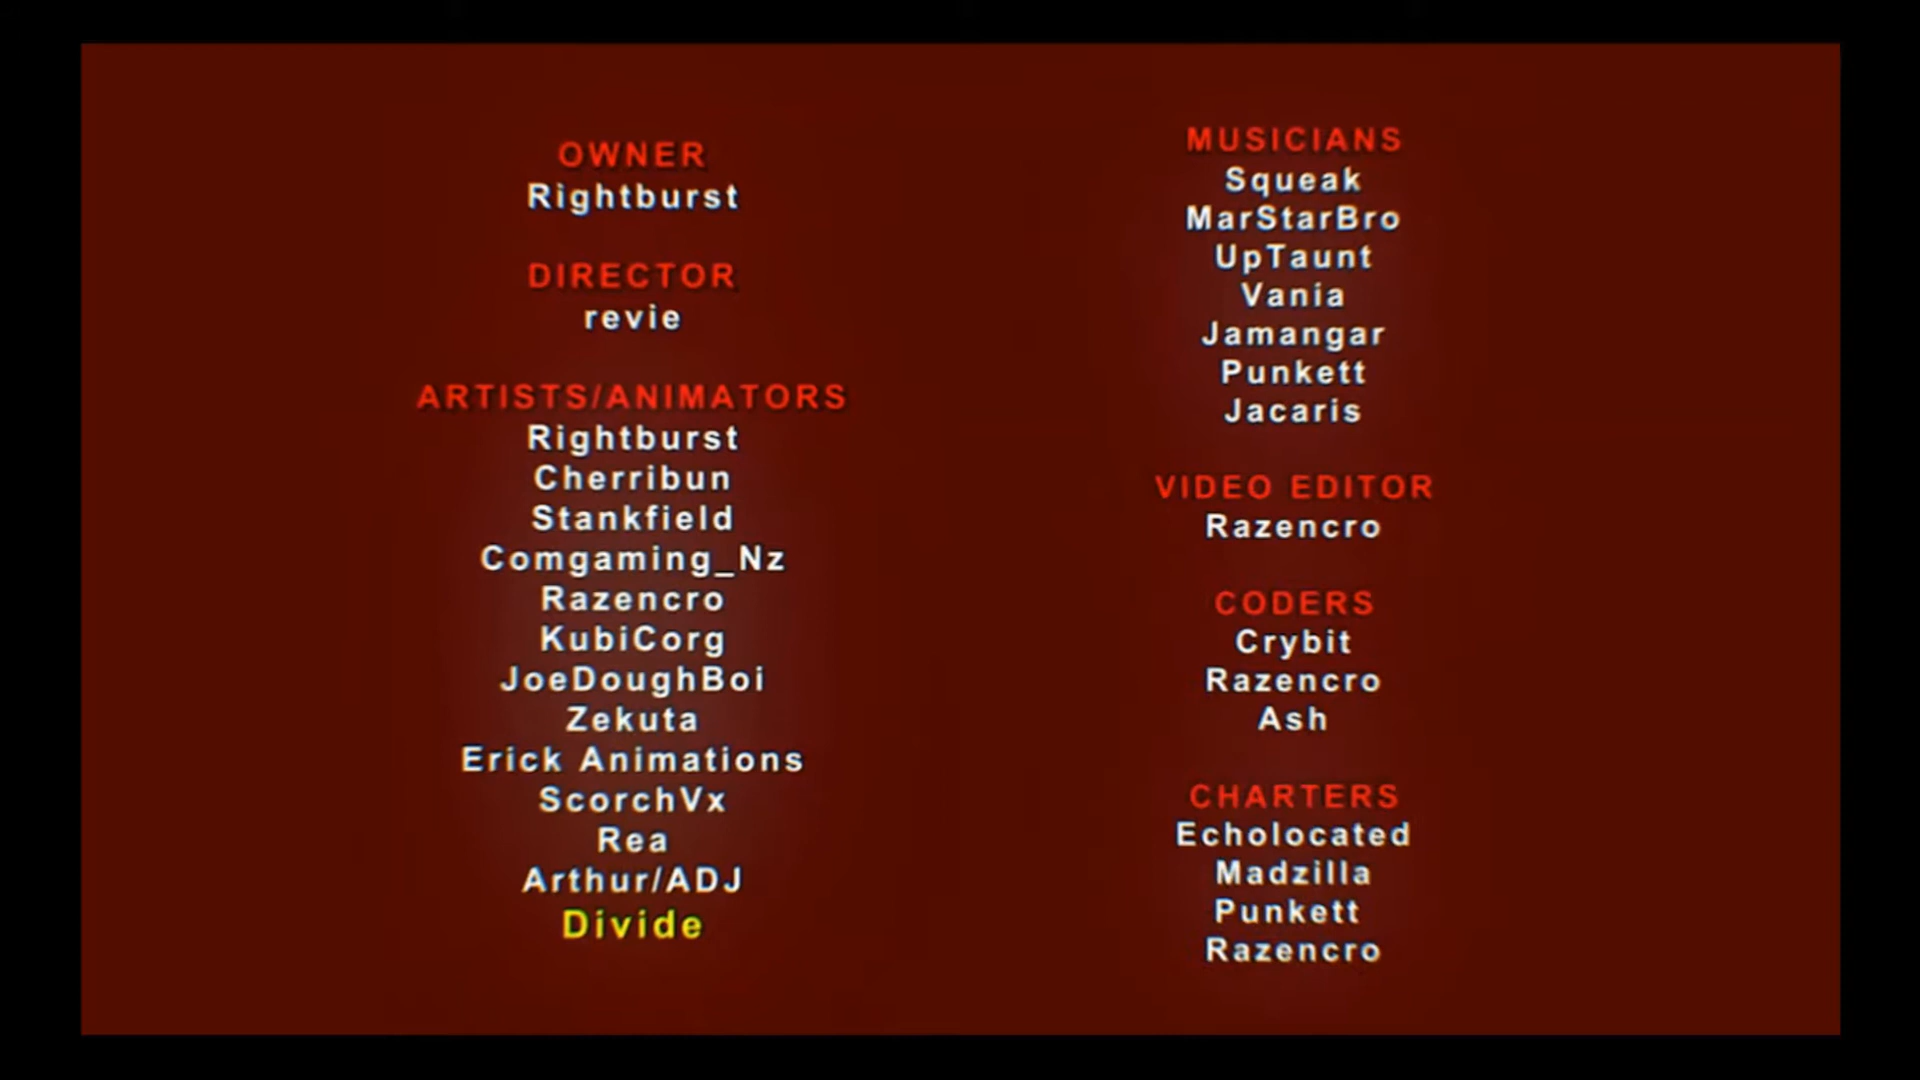 OWNER
Rightburst
DIRECTOR
revie
ARTISTS/ANIMATORS
Rightburst
Cherribun
Stankfield
Comgaming_Nz
Razencro
KubiCorg
JoeDoughBoi
Zekuta
Erick Animations
ScorchVx
Rea
Arthur/ADJ
Divide
MUSICIANS
Squeak
MarStarBro
UpTaunt
Vania
Jamangar
Punkett
Jacaris
VIDEO EDITOR
Razencro
CODERS
Crybit
Razencro
Ash
CHARTERS
Echolocated
Madzilla
Punkett
Razencro